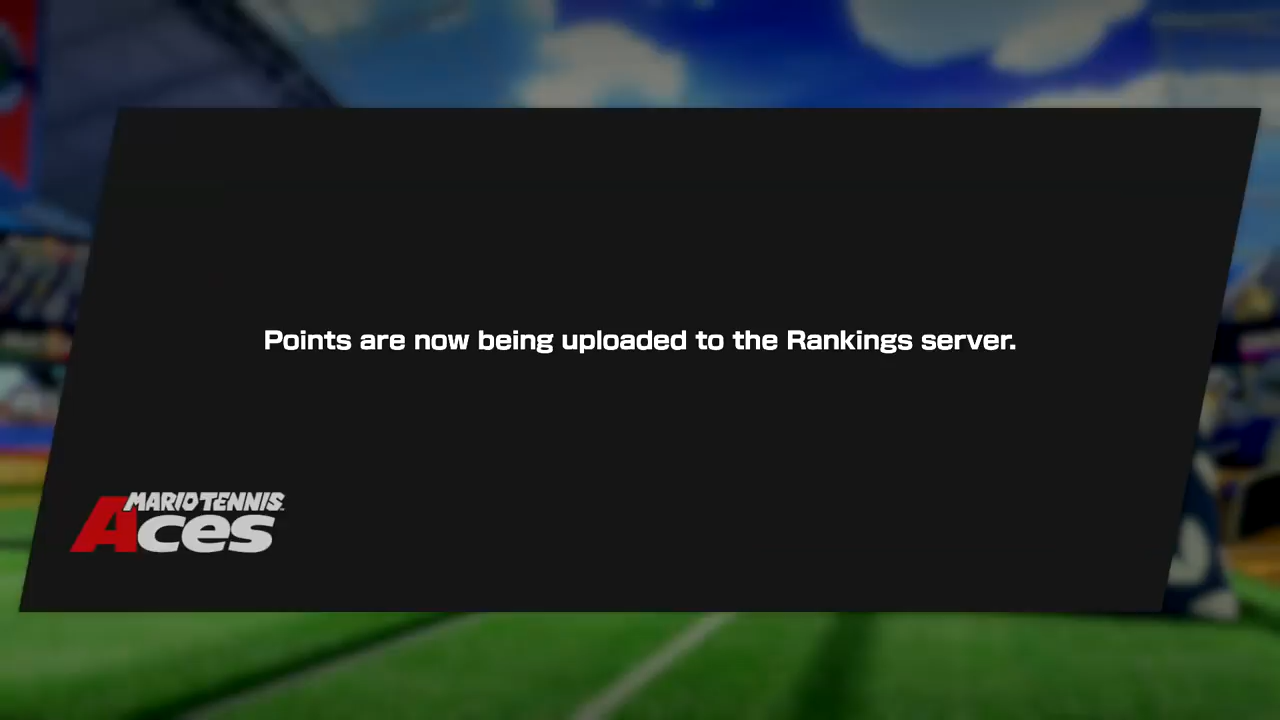 Points are now being uploaded to the Rankings server.
MARIO TENNIS
Aces